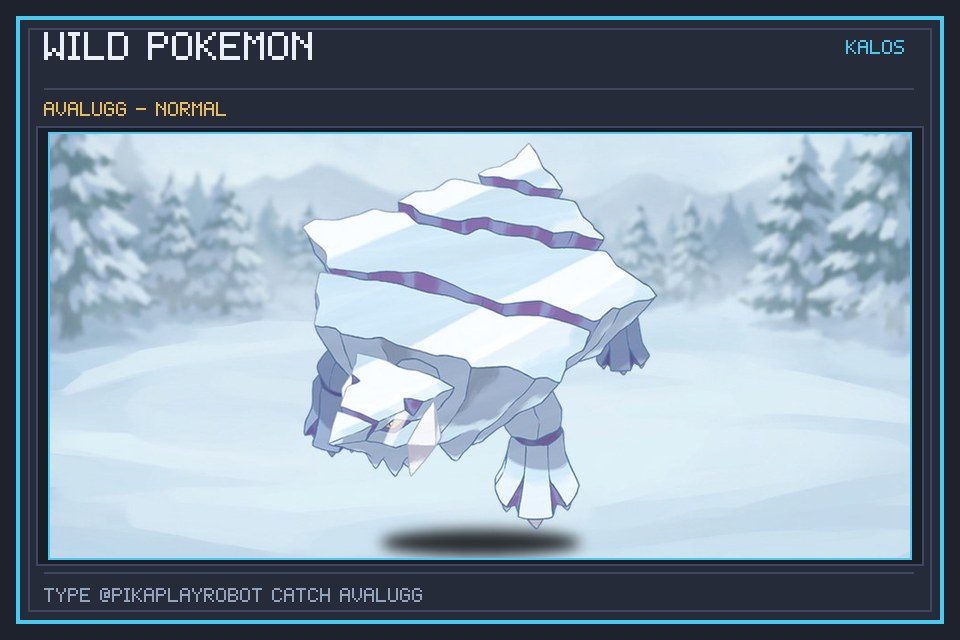 WILD POKEMON
KALOS
AVALUGG - NORMAL
TYPE @PIKAPLAYROBOT CATCH AVALUGG